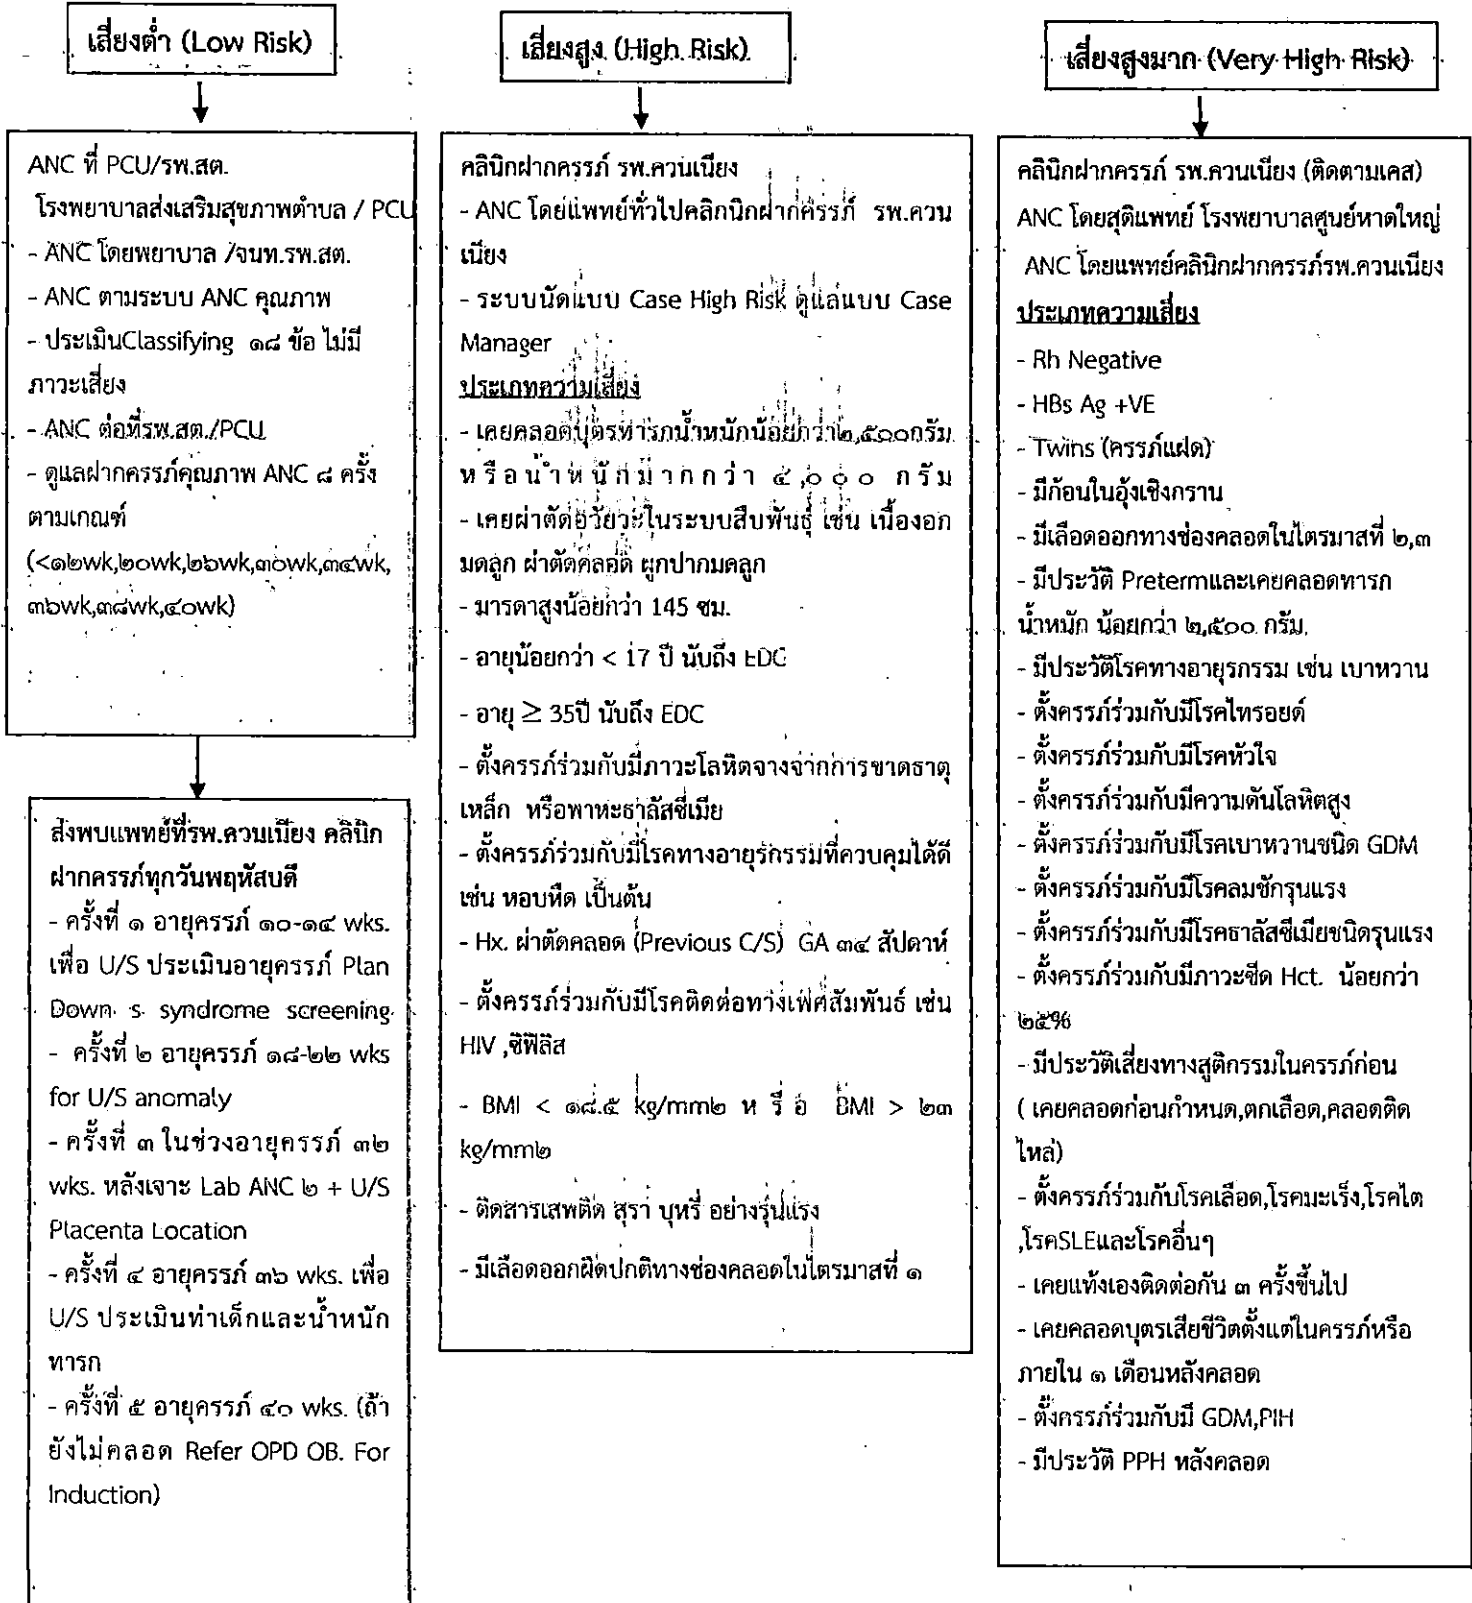 เสี่ยงต่ำ (Low Risk)
ANC ที่ PCU/รพ.สต.
โรงพยาบาลส่งเสริมสุขภาพตำบล / PCU
- ANC โดยพยาบาล /จนท.รพ.สต.
- ANC ตามระบบ ANC คุณภาพ
- ประเมินClassifying ๑๘ ข้อ ไม่มี
ภาวะเสี่ยง
- ANC ต่อที่รพ.สต./PCU
- ดูแลฝากครรภ์คุณภาพ ANC ๘ ครั้ง
ตามเกณฑ์
(<๑๒wk,๒๐wk,๒๖wk,๓๐wk,๓๔wk,
๓๖wk,๓๘wk,๔๐wk)
ส่งพบแพทย์ที่รพ.ควนเนียง คลินิก
ฝากครรภ์ทุกวันพฤหัสบดี
- ครั้งที่ ๑ อายุครรภ์ ๑๐-๑๔ wks.
เพื่อ U/S ประเมินอายุครรภ์ Plan
Down s syndrome screening
- ครั้งที่ ๒ อายุครรภ์ ๑๘-๒๒ wks
for U/S anomaly
- ครั้งที่ ๓ ในช่วงอายุครรภ์ ๓๒
wks. หลังเจาะ Lab ANC ๒ + U/S
Placenta Location
- ครั้งที่ ๔ อายุครรภ์ ๓๖ wks. เพื่อ
U/S ประเมินท่าเด็กและน้ำหนัก
ทารก
- ครั้งที่ ๕ อายุครรภ์ ๔๐ wks. (ถ้า
ยังไม่คลอด Refer OPD OB. For
Induction)
เสี่ยงสูง (High Risk)
คลินิกฝากครรภ์ รพ.ควนเนียง
- ANC โดยแพทย์ทั่วไปคลิกนิกฝากครรภ์ รพ.ควน
เนียง
- ระบบนัดแบบ Case High Risk ดูแลแบบ Case
Manager
ประเภทความเสี่ยง
- เคยคลอดบุตรทารกน้ำหนักน้อยกว่า๒,๕๐๐กรัม
หรือน้ำหนักมากกว่า ๔,๐๐๐ กรัม
- เคยผ่าตัดอวัยวะในระบบสืบพันธุ์ เช่น เนื้องอก
มดลูก ผ่าตัดคลอด ผูกปากมดลูก
- มารดาสูงน้อยกว่า 145 ซม.
- อายุน้อยกว่า < 17 ปี นับถึง EDC
- อายุ ≥ 35ปี นับถึง EDC
- ตั้งครรภ์ร่วมกับมีภาวะโลหิตจางจากการขาดธาตุ
เหล็ก หรือพาหะธาลัสซีเมีย
- ตั้งครรภ์ร่วมกับมีโรคทางอายุรกรรมที่ควบคุมได้ดี
เช่น หอบหืด เป็นต้น
- Hx. ผ่าตัดคลอด (Previous C/S) GA ๓๔ สัปดาห์
- ตั้งครรภ์ร่วมกับมีโรคติดต่อทางเพศสัมพันธ์ เช่น
HIV ,ซิฟิลิส
- BMI < ๑๘.๕ kg/mm๒ หรือ BMI > ๒๓
kg/mm๒
- ติดสารเสพติด สุรา บุหรี่ อย่างรุนแรง
- มีเลือดออกผิดปกติทางช่องคลอดในไตรมาสที่ ๑
เสี่ยงสูงมาก (Very High Risk)
คลินิกฝากครรภ์ รพ.ควนเนียง (ติดตามเคส)
ANC โดยสูติแพทย์ โรงพยาบาลศูนย์หาดใหญ่
ANC โดยแพทย์คลินิกฝากครรภ์รพ.ควนเนียง
ประเภทความเสี่ยง
- Rh Negative
- HBs Ag +VE
- Twins (ครรภ์แฝด)
- มีก้อนในอุ้งเชิงกราน
- มีเลือดออกทางช่องคลอดในไตรมาสที่ ๒,๓
- มีประวัติ Pretermและเคยคลอดทารก
น้ำหนัก น้อยกว่า ๒,๕๐๐ กรัม.
- มีประวัติโรคทางอายุรกรรม เช่น เบาหวาน
- ตั้งครรภ์ร่วมกับมีโรคไทรอยด์
- ตั้งครรภ์ร่วมกับมีโรคหัวใจ
- ตั้งครรภ์ร่วมกับมีความดันโลหิตสูง
- ตั้งครรภ์ร่วมกับมีโรคเบาหวานชนิด GDM
- ตั้งครรภ์ร่วมกับมีโรคลมชักรุนแรง
- ตั้งครรภ์ร่วมกับมีโรคธาลัสซีเมียชนิดรุนแรง
- ตั้งครรภ์ร่วมกับมีภาวะซีด Hct. น้อยกว่า
๒๕%
- มีประวัติเสี่ยงทางสูติกรรมในครรภ์ก่อน
( เคยคลอดก่อนกำหนด,ตกเลือด,คลอดติด
ไหล่)
- ตั้งครรภ์ร่วมกับโรคเลือด,โรคมะเร็ง,โรคไต
,โรคSLEและโรคอื่นๆ
- เคยแท้งเองติดต่อกัน ๓ ครั้งขึ้นไป
- เคยคลอดบุตรเสียชีวิตตั้งแต่ในครรภ์หรือ
ภายใน ๑ เดือนหลังคลอด
- ตั้งครรภ์ร่วมกับมี GDM,PIH
- มีประวัติ PPH หลังคลอด